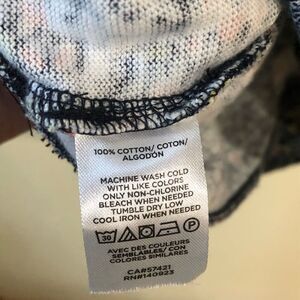 100% COTTON/ COTON/
ALGODÓN
MACHINE WASH COLD
WITH LIKE COLORS
ONLY NON-CHLORINE
BLEACH WHEN NEEDED
TUMBLE DRY LOW
COOL IRON WHEN NEEDED
30 P
AVEC DES COULEURS
SEMBLABLES/ CON
COLORES SIMILARES
CA#57421
RN#140923